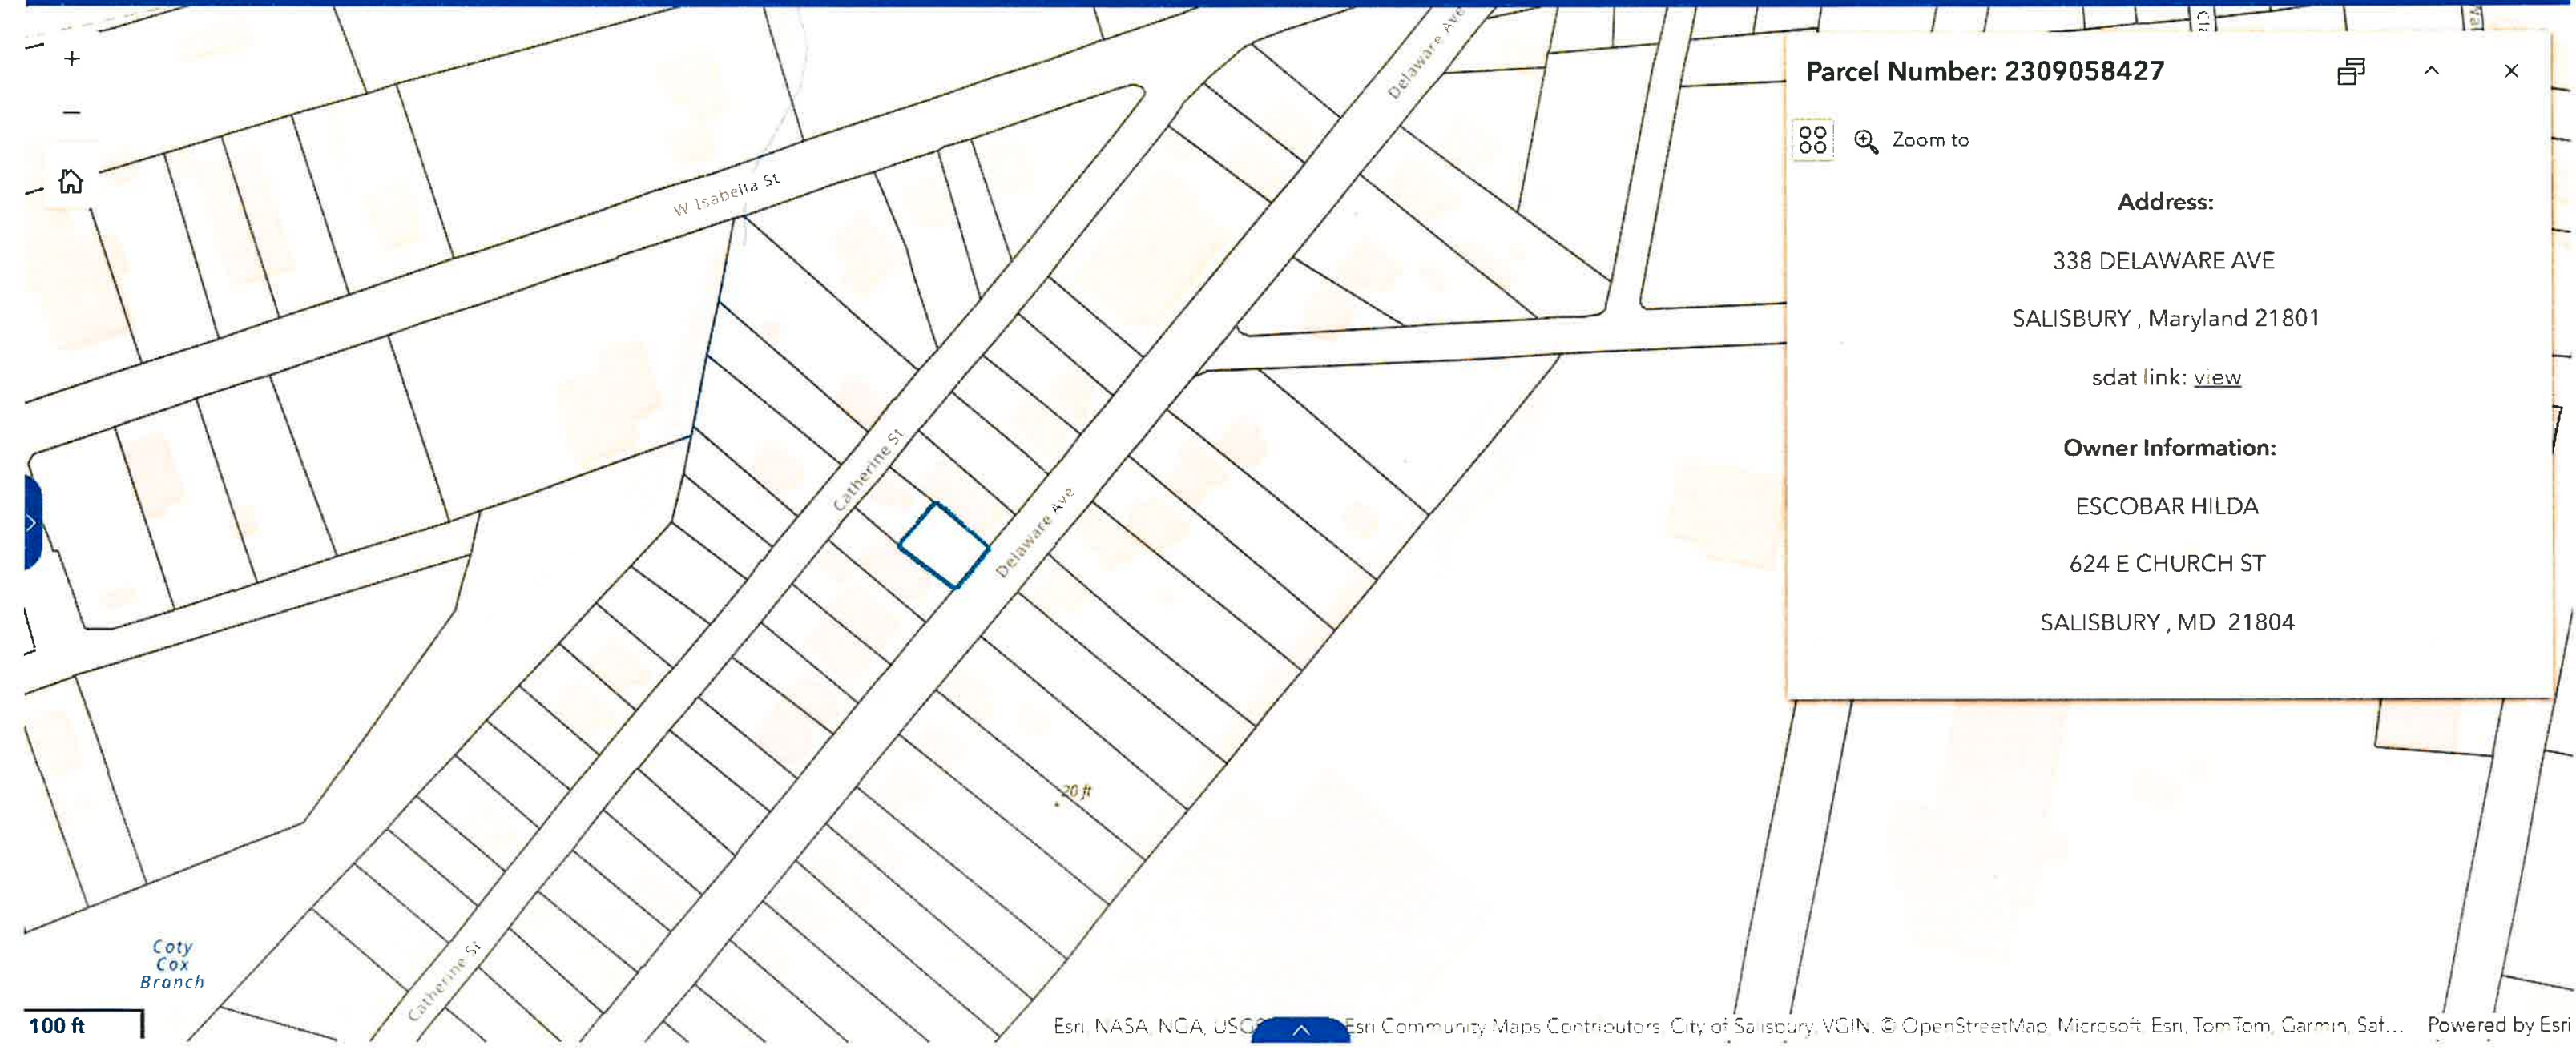 Parcel Number: 2309058427
Zoom to
Address:
338 DELAWARE AVE
SALISBURY , Maryland 21801
sdat link: view
Owner Information:
ESCOBAR HILDA
624 E CHURCH ST
SALISBURY , MD 21804
Delaware Ave
W Isabella St
Catherine St
Delaware Ave
20 ft
Coty
Cox
Branch
Catherine St
100 ft
Esri, NASA, NGA, USGS
Esri Community Maps Contributors, City of Salisbury, VGIN, © OpenStreetMap, Microsoft, Esri, TomTom, Garmin, Saf...
Powered by Esri